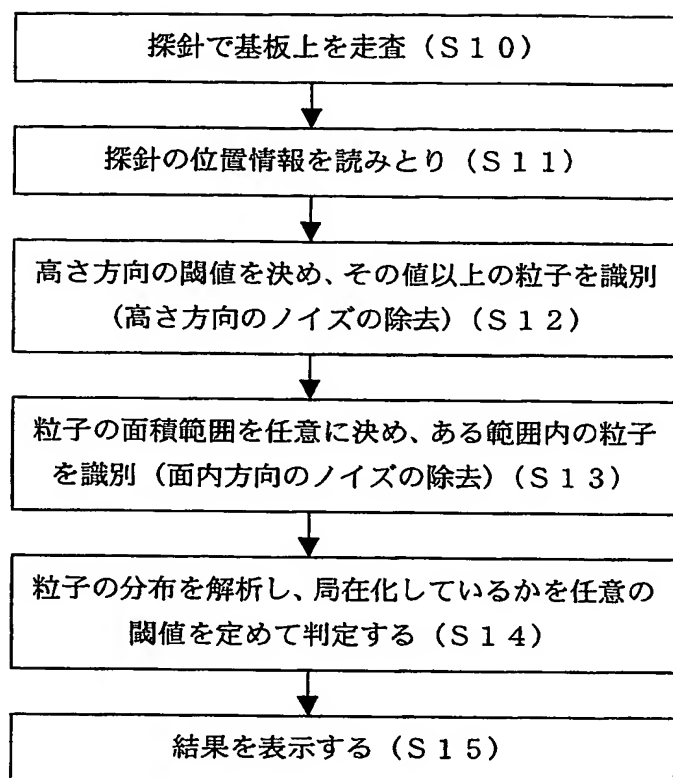 探針で基板上を走査（S10）
探針の位置情報を読みとり（S11）
高さ方向の閾値を決め、その値以上の粒子を識別
（高さ方向のノイズの除去）（S12）
粒子の面積範囲を任意に決め、ある範囲内の粒子
を識別（面内方向のノイズの除去）（S13）
粒子の分布を解析し、局在化しているかを任意の
閾値を定めて判定する（S14）
結果を表示する（S15）